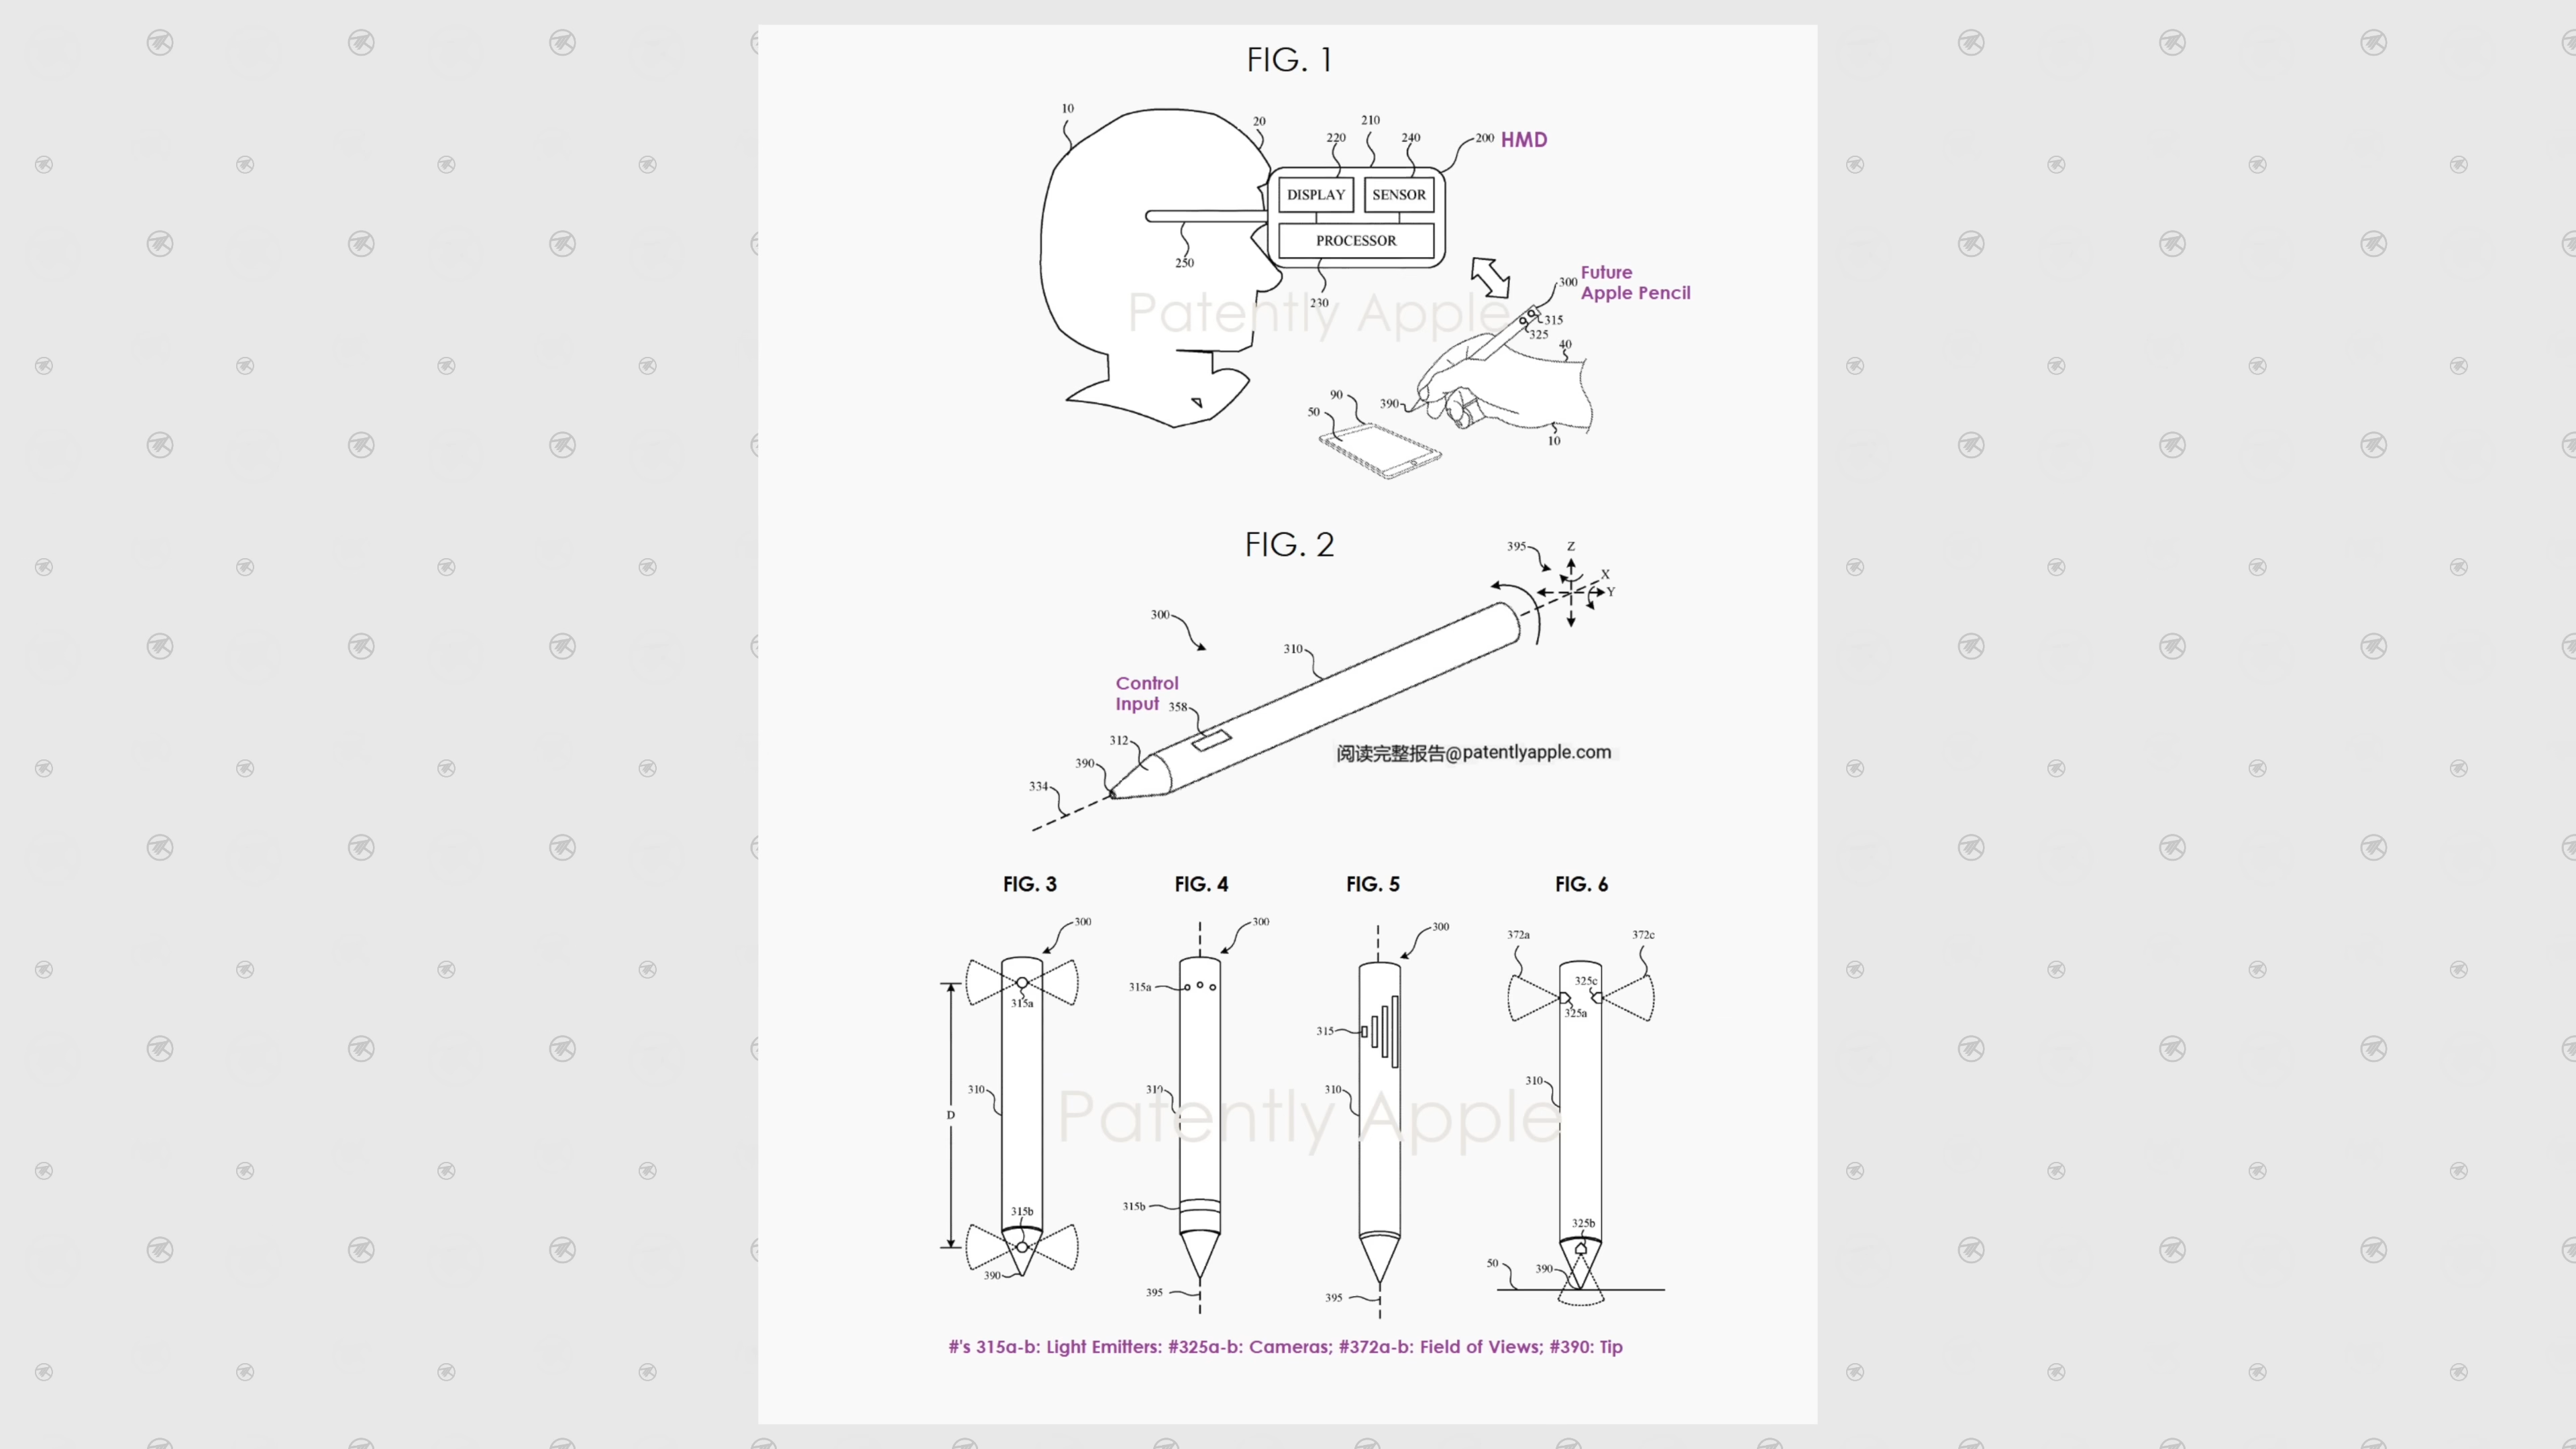 FIG. 1
10
20
220
210
240
200 HMD
DISPLAY
SENSOR
PROCESSOR
250
230
Patently Apple
300 Future
Apple Pencil
315
325
40
90
390
50
10
FIG. 2
395
Z
X
Y
300
310
Control
Input 358
312
390
334
阅读完整报告@patentlyapple.com
FIG. 3
FIG. 4
FIG. 5
FIG. 6
300
300
300
372a
372c
315a
315a
325c
325a
315
310
310
310
310
D
Patently Apple
315b
315b
325b
50
390
390
395
395
#'s 315a-b: Light Emitters: #325a-b: Cameras; #372a-b: Field of Views; #390: Tip